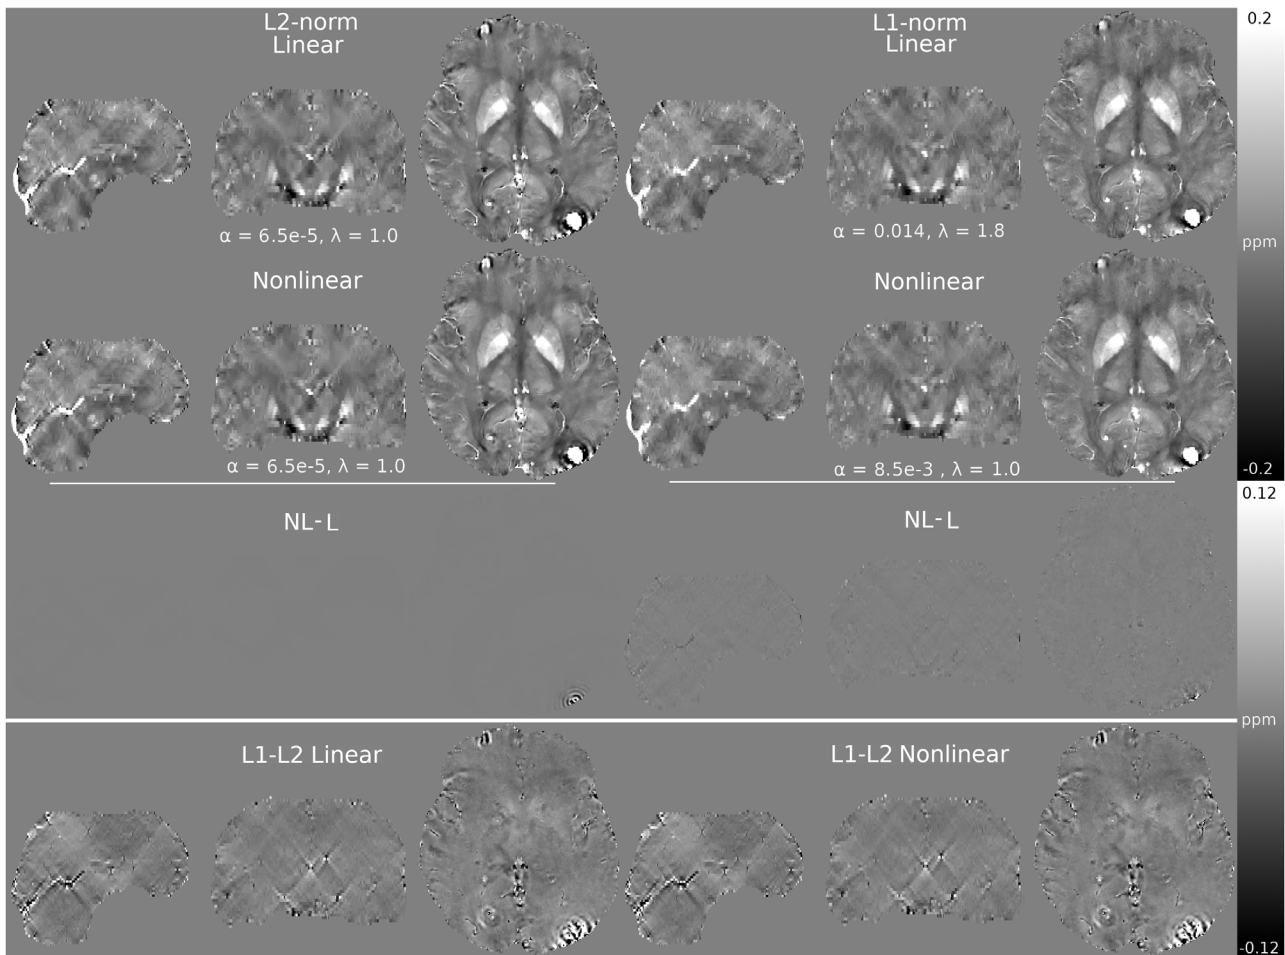 L2-norm
Linear
L1-norm
Linear
0.2
α = 6.5e-5, λ = 1.0
α = 0.014, λ = 1.8
ppm
Nonlinear
Nonlinear
α = 6.5e-5, λ = 1.0
α = 8.5e-3 , λ = 1.0
-0.2
0.12
NL-L
NL-L
ppm
L1-L2 Linear
L1-L2 Nonlinear
-0.12